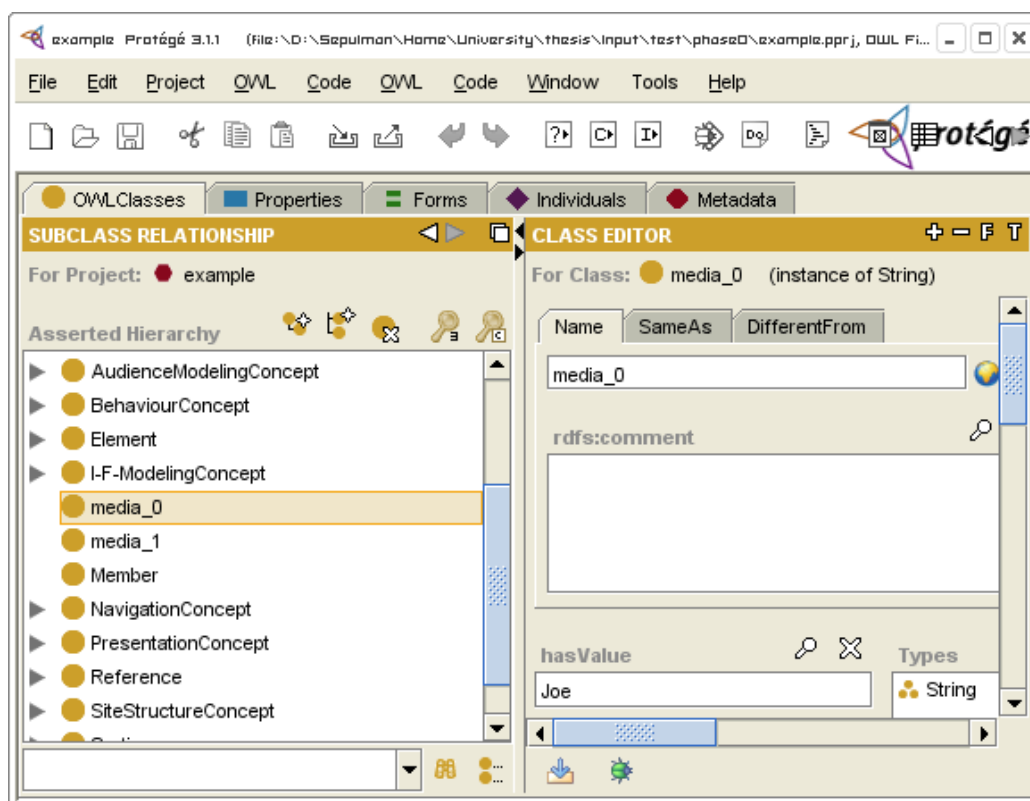 example Protégé 3.1.1 (file:\D:\Sepulman\Home\University\thesis\Input\test\phase0\example.pprj, OWL Fi...
File Edit Project OWL Code OWL Code Window Tools Help
protégé
OWLClasses Properties Forms Individuals Metadata
SUBCLASS RELATIONSHIP
For Project: example
Asserted Hierarchy
AudienceModelingConcept
BehaviourConcept
Element
I-F-ModelingConcept
media_0
media_1
Member
NavigationConcept
PresentationConcept
Reference
SiteStructureConcept
CLASS EDITOR
F T
For Class: media_0 (instance of String)
Name SameAs DifferentFrom
media_0
rdfs:comment
hasValue Types
Joe String